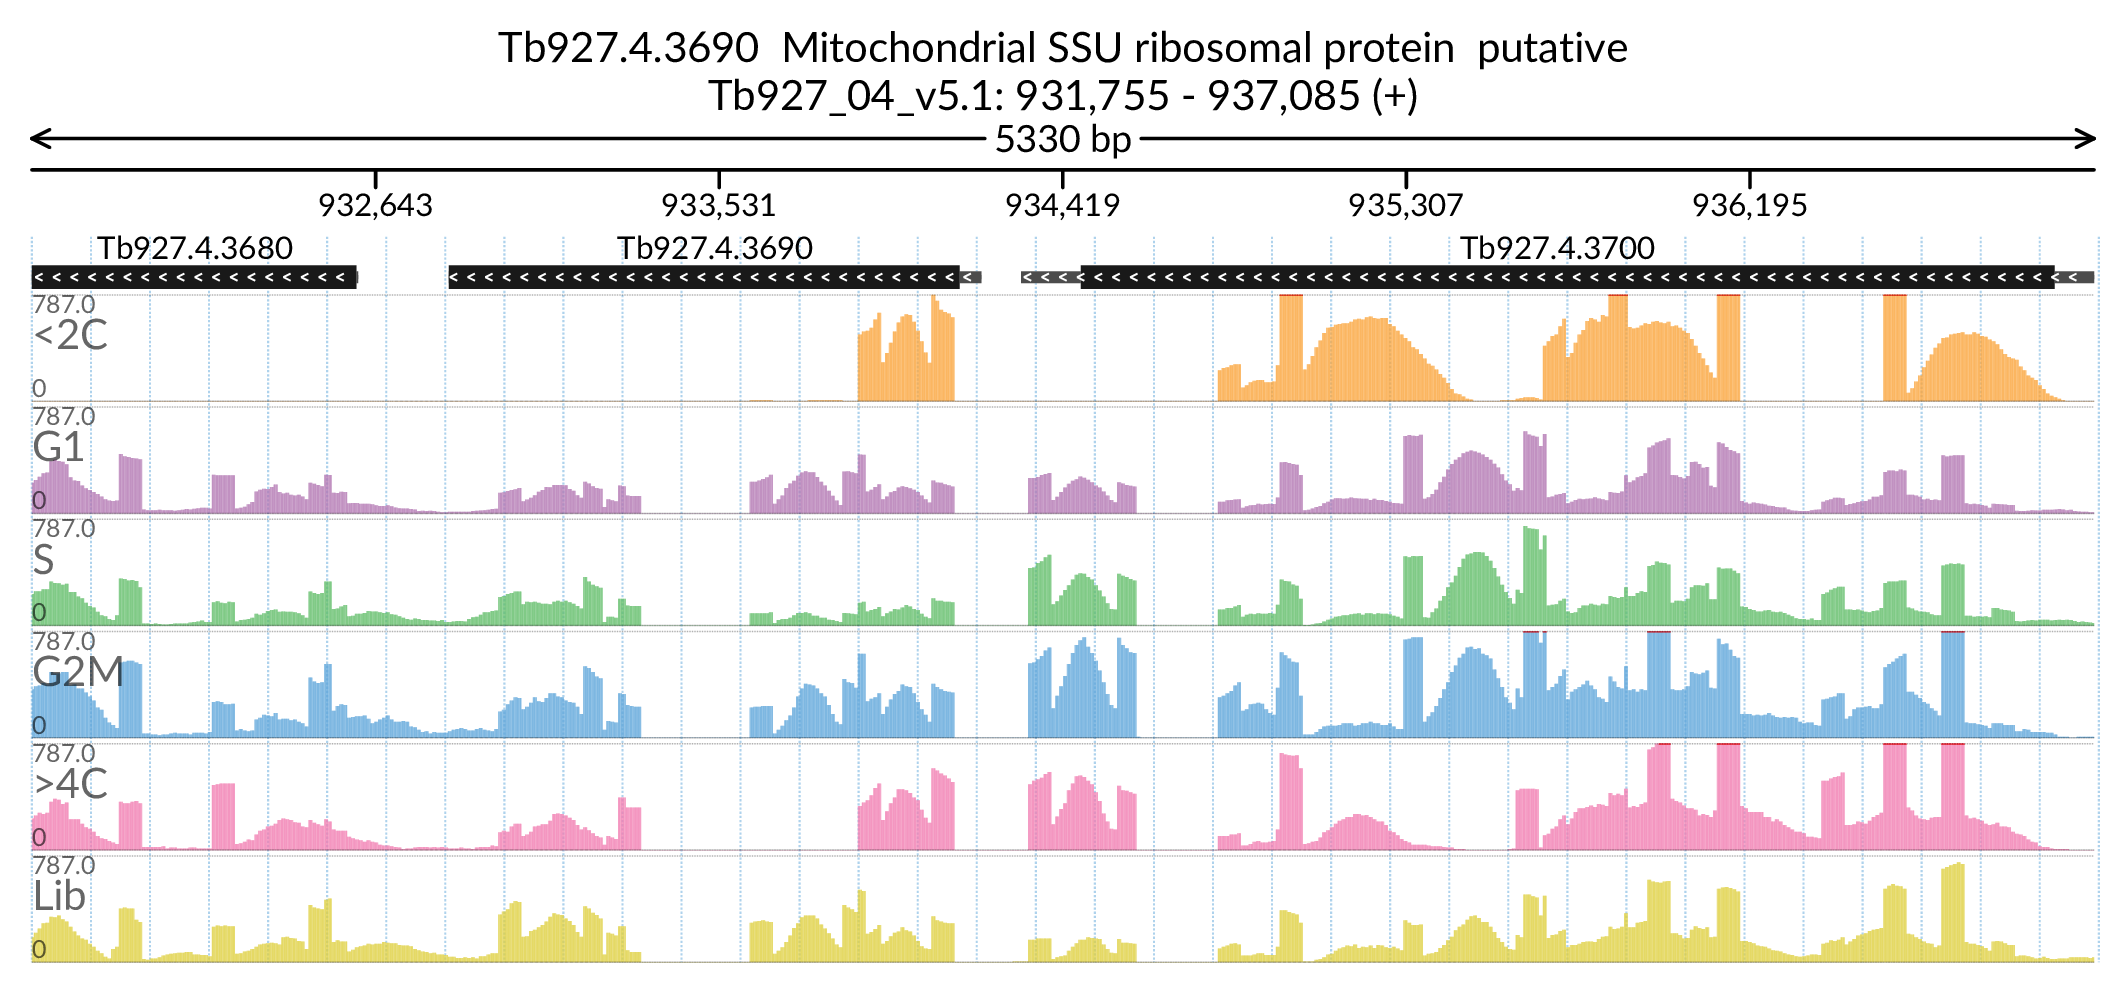 Tb927.4.3690  Mitochondrial SSU ribosomal protein  putative
Tb927_04_v5.1: 931,755 - 937,085 (+)
5330 bp
932,643 933,531 934,419 935,307 936,195
Tb927.4.3680 Tb927.4.3690 Tb927.4.3700
787.0
<2C
0
787.0
G1
0
787.0
S
0
787.0
G2M
0
787.0
>4C
0
787.0
Lib
0